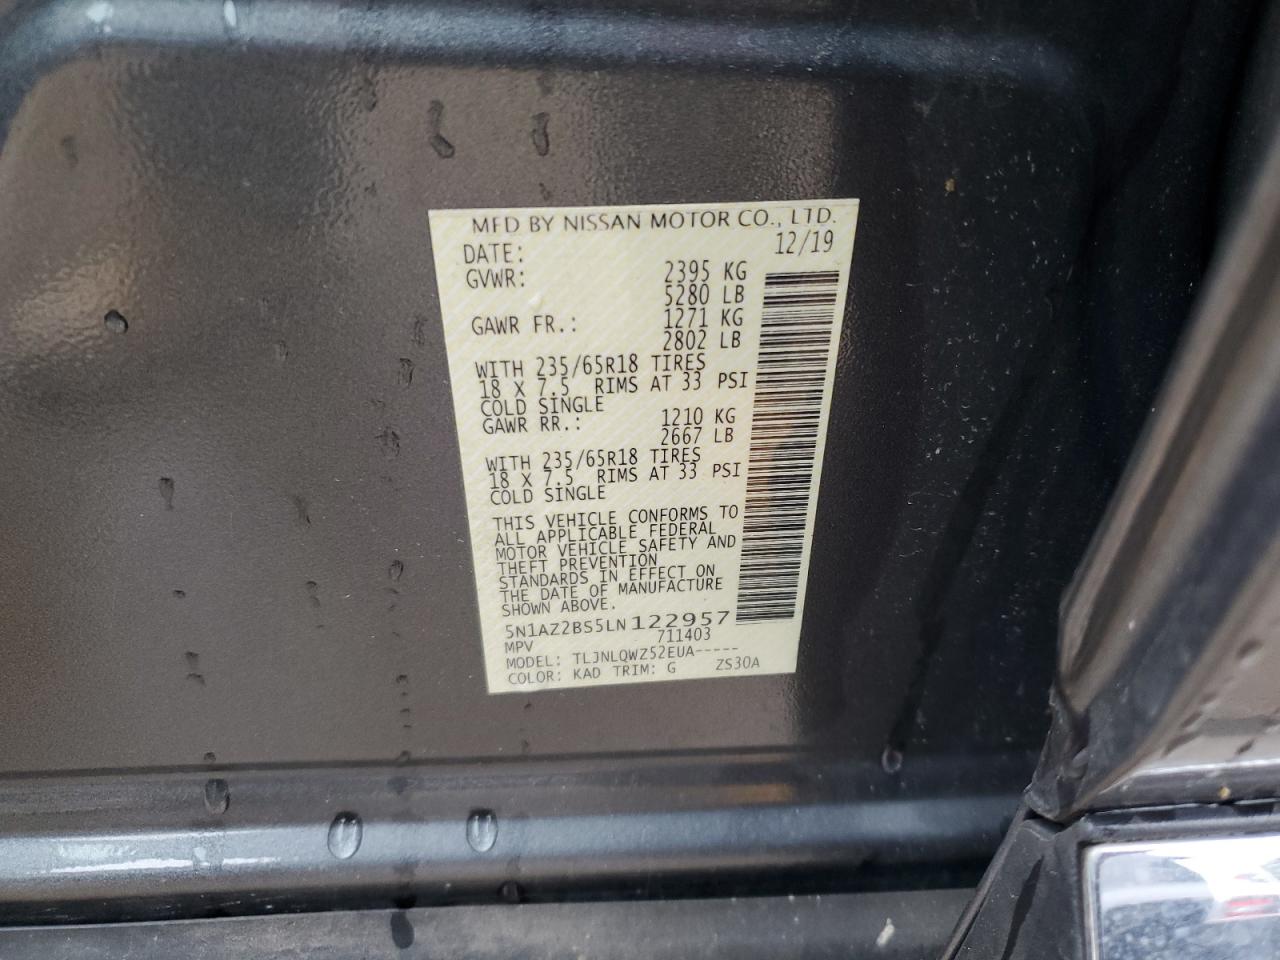 MFD BY NISSAN MOTOR CO., LTD.
DATE: 12/19
GVWR: 2395 KG
5280 LB
GAWR FR.: 1271 KG
2802 LB
WITH 235/65R18 TIRES
18 X 7.5 RIMS AT 33 PSI
COLD SINGLE
GAWR RR.: 1210 KG
2667 LB
WITH 235/65R18 TIRES
18 X 7.5 RIMS AT 33 PSI
COLD SINGLE
THIS VEHICLE CONFORMS TO
ALL APPLICABLE FEDERAL
MOTOR VEHICLE SAFETY AND
THEFT PREVENTION
STANDARDS IN EFFECT ON
THE DATE OF MANUFACTURE
SHOWN ABOVE.
5N1AZ2BS5LN122957
MPV 711403
MODEL: TLJNLQWZ52EUA-----
COLOR: KAD TRIM: G ZS30A